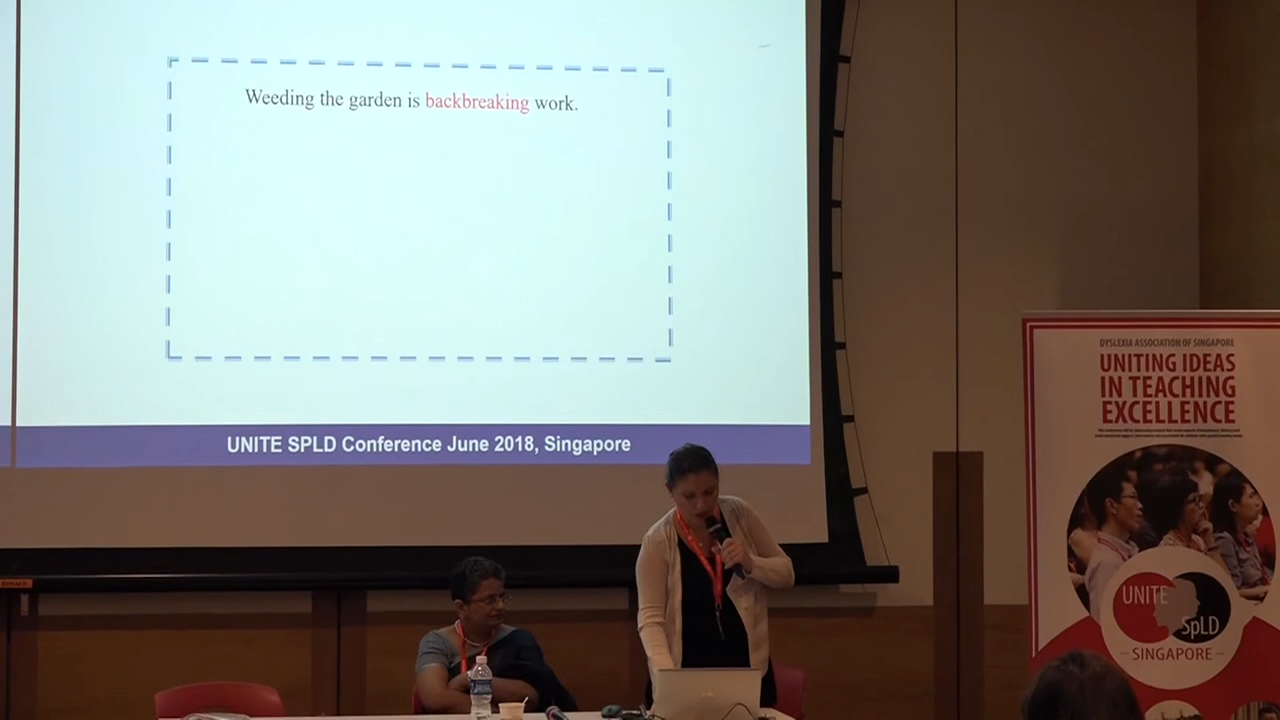 Weeding the garden is backbreaking work.
UNITE SPLD Conference June 2018, Singapore
DYSLEXIA ASSOCIATION OF SINGAPORE
UNITING IDEAS
IN TEACHING
EXCELLENCE
UNITE
SpLD
SINGAPORE